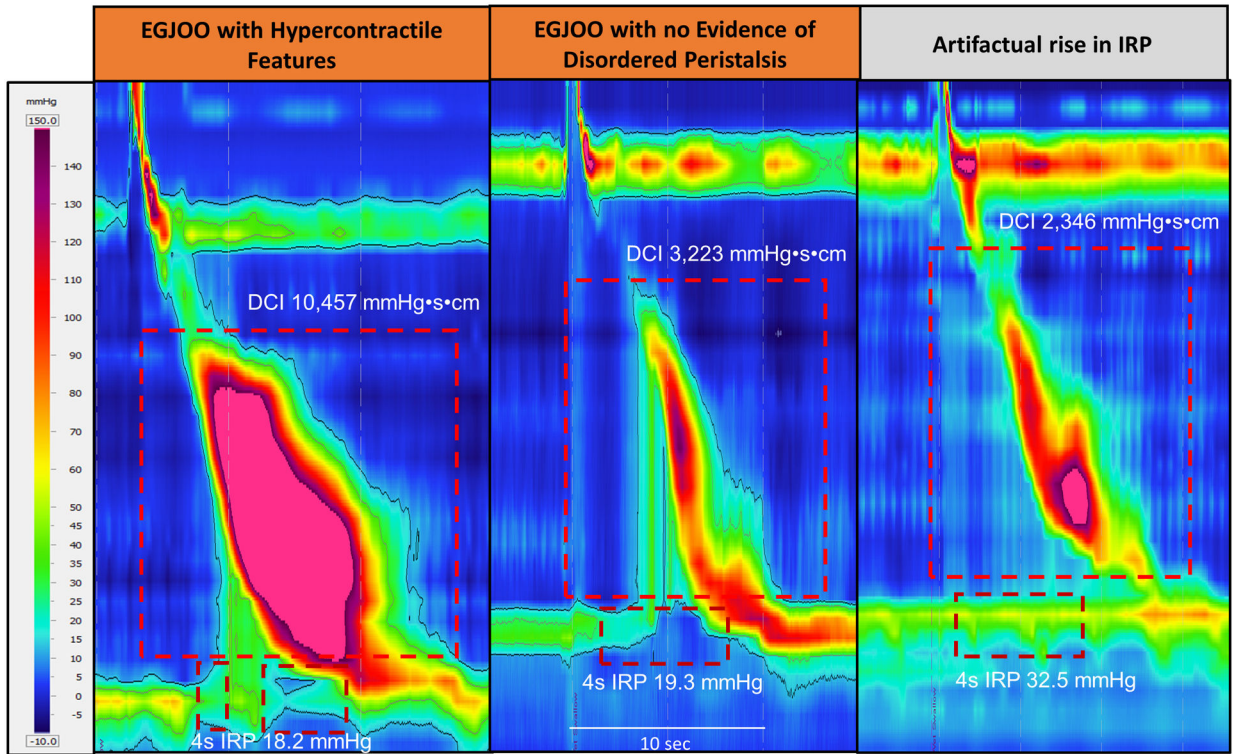 EGJOO with Hypercontractile
Features
EGJOO with no Evidence of
Disordered Peristalsis
Artifactual rise in IRP
mmHg
150.0
140
130
120
110
100
90
80
70
60
50
45
40
35
30
25
20
15
10
5
0
-5
-10.0
DCI 10,457 mmHg•s•cm
4s IRP 18.2 mmHg
DCI 3,223 mmHg•s•cm
4s IRP 19.3 mmHg
10 sec
DCI 2,346 mmHg•s•cm
4s IRP 32.5 mmHg